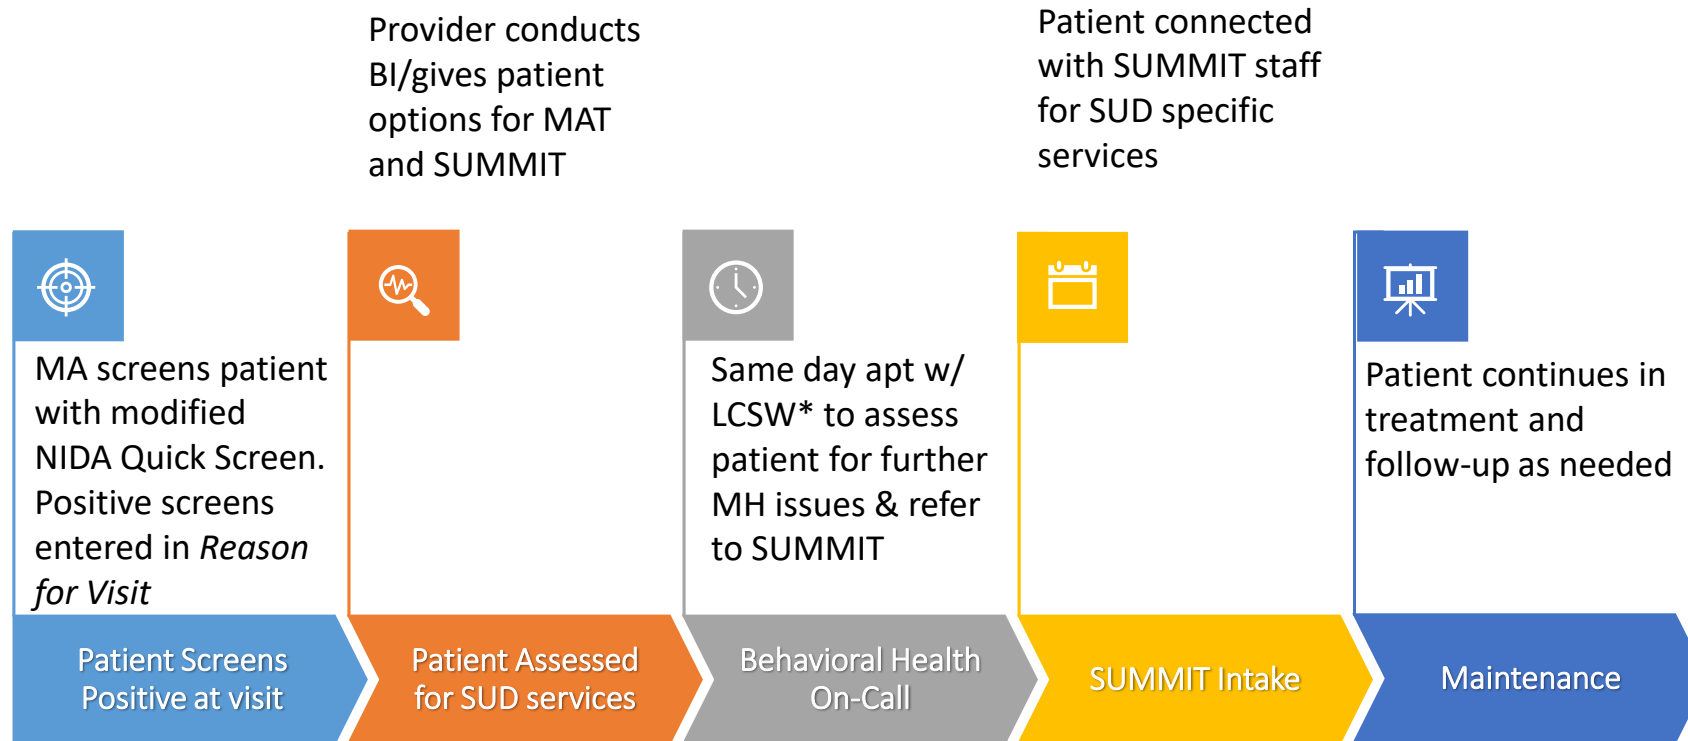 Provider conducts
BI/gives patient
options for MAT
and SUMMIT
Patient connected
with SUMMIT staff
for SUD specific
services
MA screens patient
with modified
NIDA Quick Screen.
Positive screens
entered in Reason
for Visit
Same day apt w/
LCSW* to assess
patient for further
MH issues & refer
to SUMMIT
Patient continues in
treatment and
follow-up as needed
Patient Screens
Positive at visit
Patient Assessed
for SUD services
Behavioral Health
On-Call
SUMMIT Intake
Maintenance